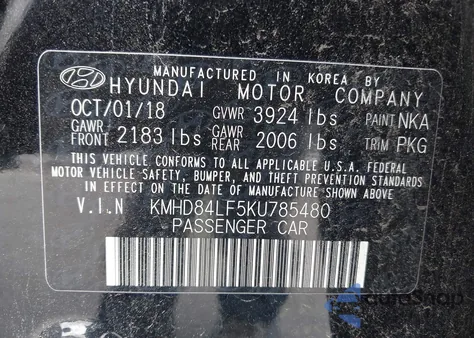 MANUFACTURED IN KOREA BY
HYUNDAI MOTOR COMPANY
OCT/01/18 GVWR 3924 lbs PAINT NKA
GAWR FRONT 2183 lbs GAWR REAR 2006 lbs TRIM PKG
THIS VEHICLE CONFORMS TO ALL APPLICABLE U.S.A. FEDERAL
MOTOR VEHICLE SAFETY, BUMPER, AND THEFT PREVENTION STANDARDS
IN EFFECT ON THE DATE OF MANUFACTURE SHOWN ABOVE.
V.I.N KMHD84LF5KU785480
PASSENGER CAR
AutoSnap